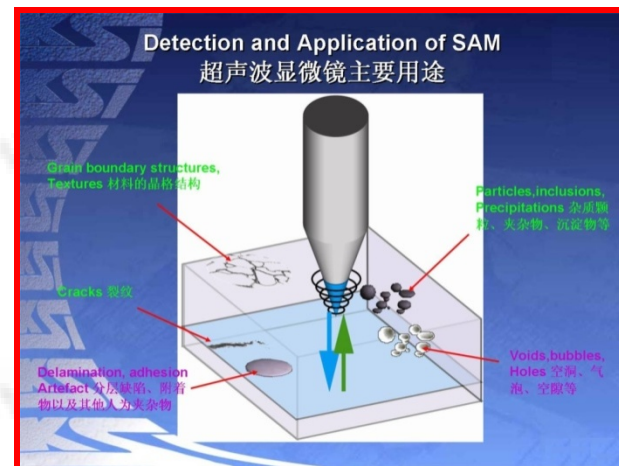 Detection and Application of SAM
超声波显微镜主要用途
Grain boundary structures,
Textures 材料的晶格结构
Particles,inclusions,
Precipitations 杂质颗
粒、夹杂物、沉淀物等
Cracks 裂纹
Delamination, adhesion
Artefact 分层缺陷、附着
物以及其他人为夹杂物
Voids,bubbles,
Holes 空洞、气
泡、空隙等